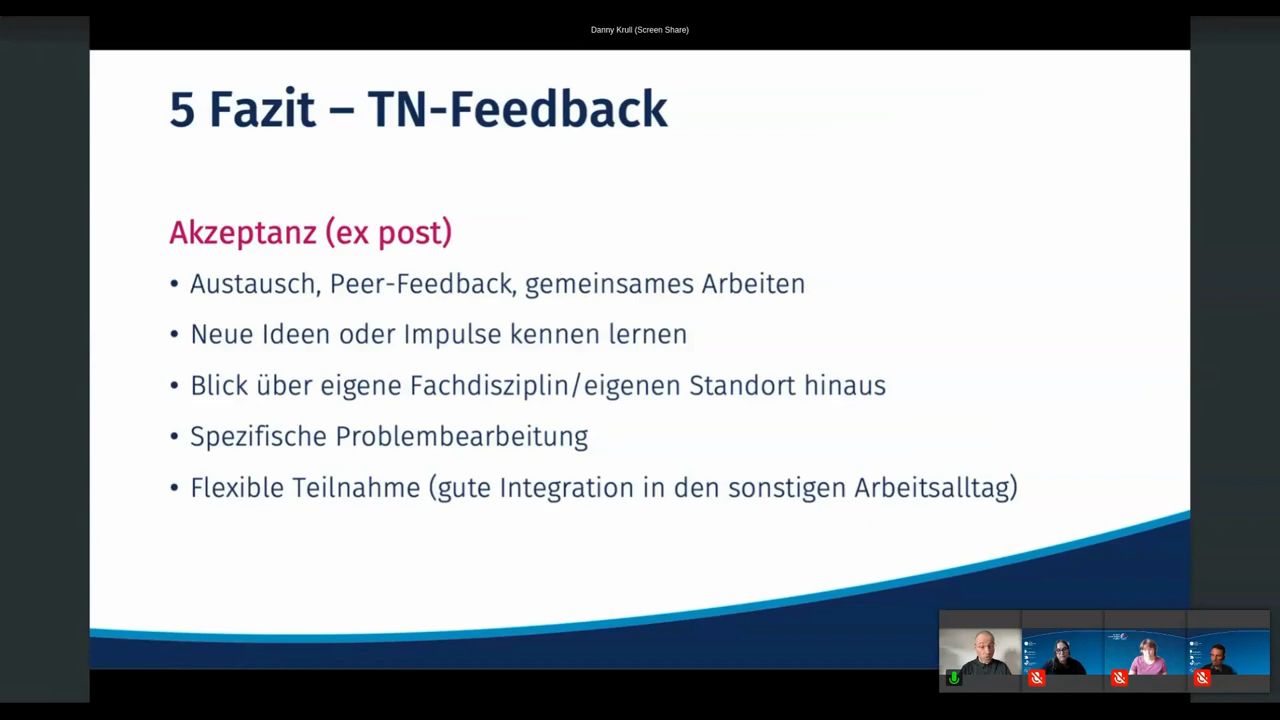 Danny Krull (Screen Share)
5 Fazit – TN-Feedback
Akzeptanz (ex post)
• Austausch, Peer-Feedback, gemeinsames Arbeiten
• Neue Ideen oder Impulse kennen lernen
• Blick über eigene Fachdisziplin/eigenen Standort hinaus
• Spezifische Problembearbeitung
• Flexible Teilnahme (gute Integration in den sonstigen Arbeitsalltag)